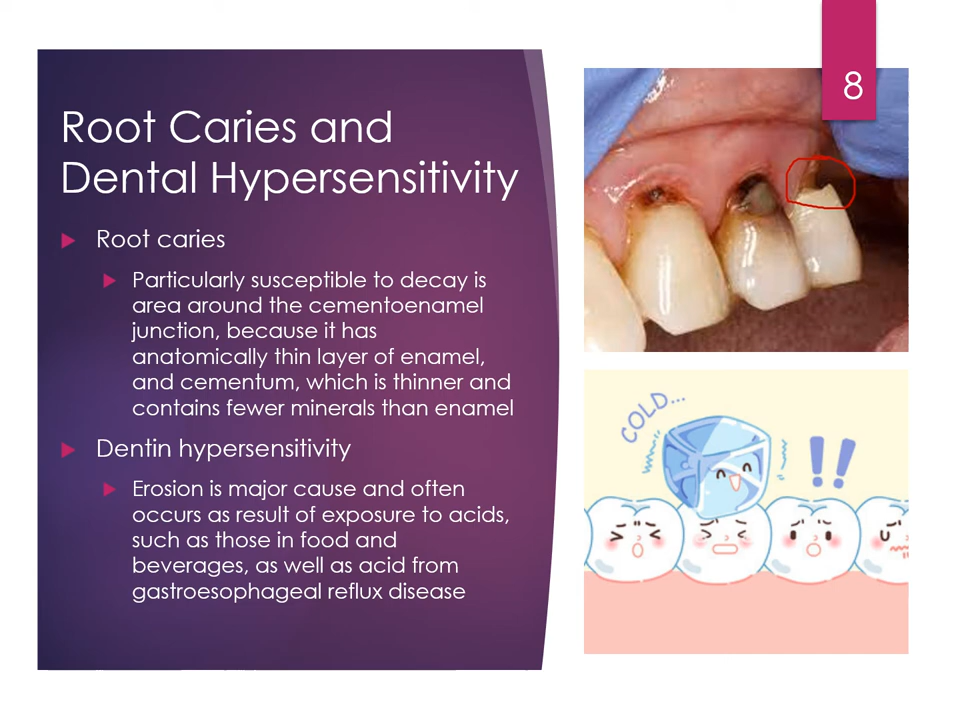 8
Root Caries and
Dental Hypersensitivity
Root caries
Particularly susceptible to decay is
area around the cementoenamel
junction, because it has
anatomically thin layer of enamel,
and cementum, which is thinner and
contains fewer minerals than enamel
Dentin hypersensitivity
Erosion is major cause and often
occurs as result of exposure to acids,
such as those in food and
beverages, as well as acid from
gastroesophageal reflux disease
COLD...
!!